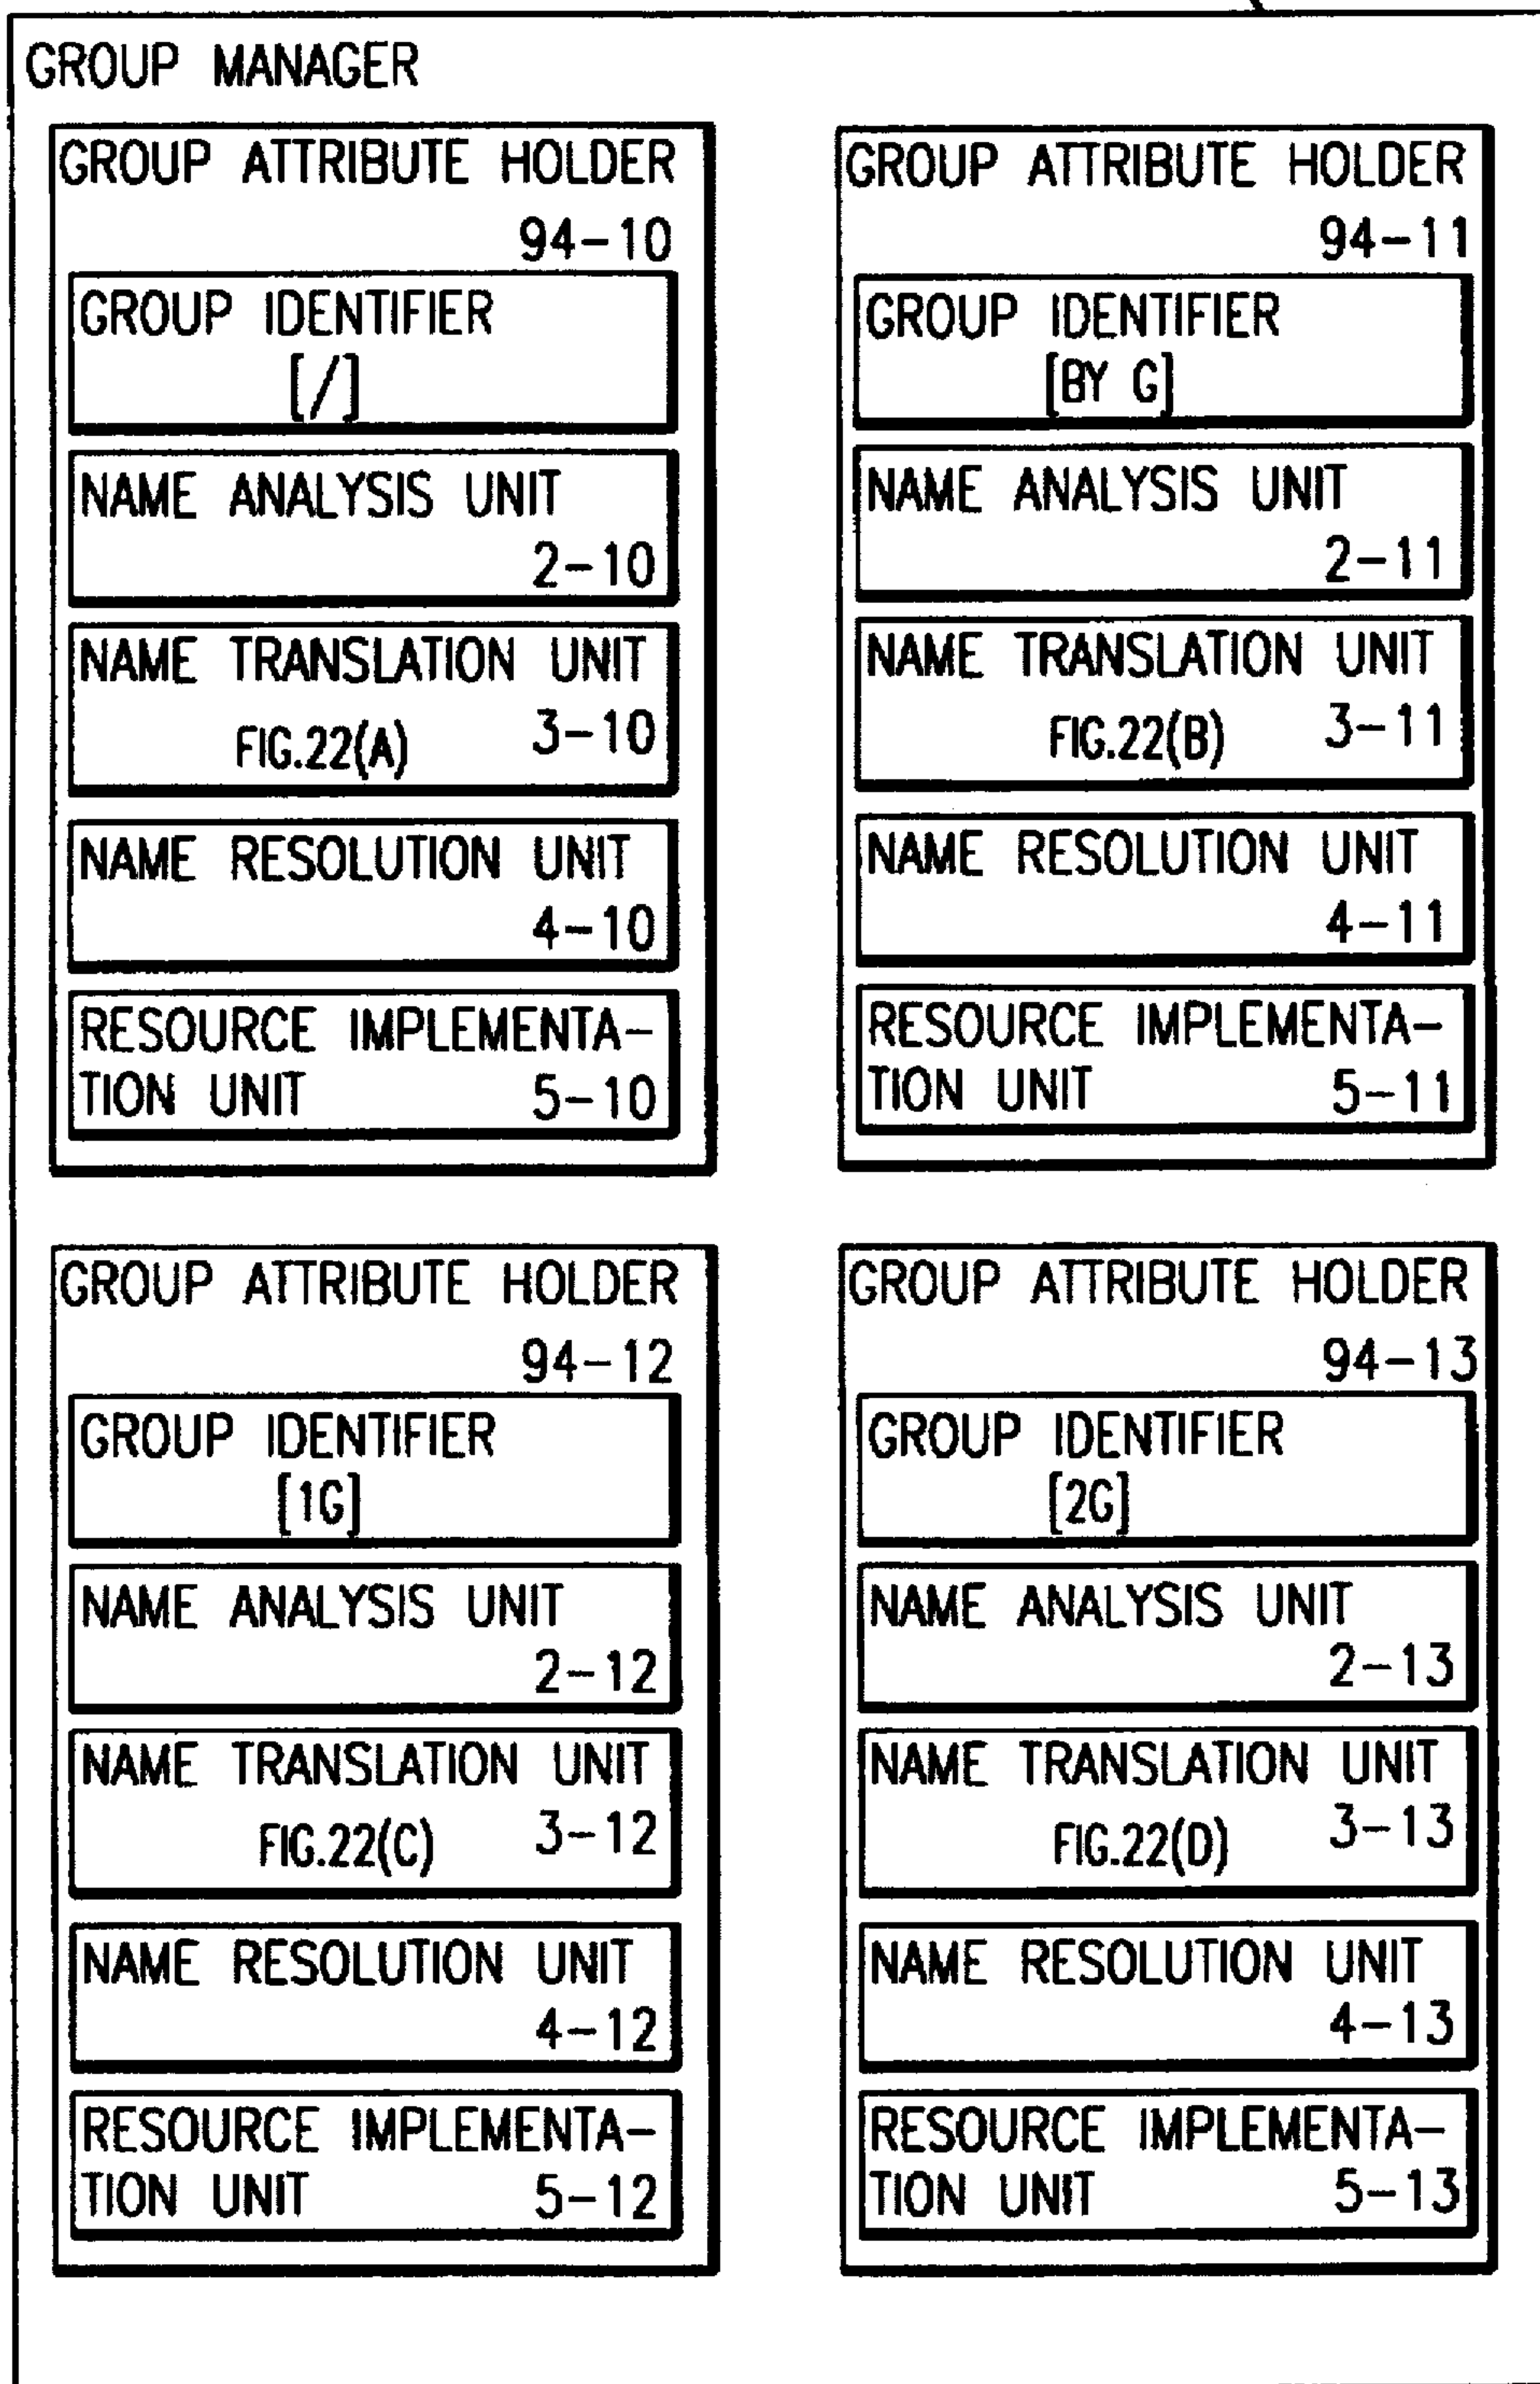 GROUP MANAGER
GROUP ATTRIBUTE HOLDER
94-10
GROUP IDENTIFIER
[/]
NAME ANALYSIS UNIT
2-10
NAME TRANSLATION UNIT
FIG.22(A) 3-10
NAME RESOLUTION UNIT
4-10
RESOURCE IMPLEMENTA-
TION UNIT 5-10
GROUP ATTRIBUTE HOLDER
94-11
GROUP IDENTIFIER
[BY G]
NAME ANALYSIS UNIT
2-11
NAME TRANSLATION UNIT
FIG.22(B) 3-11
NAME RESOLUTION UNIT
4-11
RESOURCE IMPLEMENTA-
TION UNIT 5-11
GROUP ATTRIBUTE HOLDER
94-12
GROUP IDENTIFIER
[1G]
NAME ANALYSIS UNIT
2-12
NAME TRANSLATION UNIT
FIG.22(C) 3-12
NAME RESOLUTION UNIT
4-12
RESOURCE IMPLEMENTA-
TION UNIT 5-12
GROUP ATTRIBUTE HOLDER
94-13
GROUP IDENTIFIER
[2G]
NAME ANALYSIS UNIT
2-13
NAME TRANSLATION UNIT
FIG.22(D) 3-13
NAME RESOLUTION UNIT
4-13
RESOURCE IMPLEMENTA-
TION UNIT 5-13